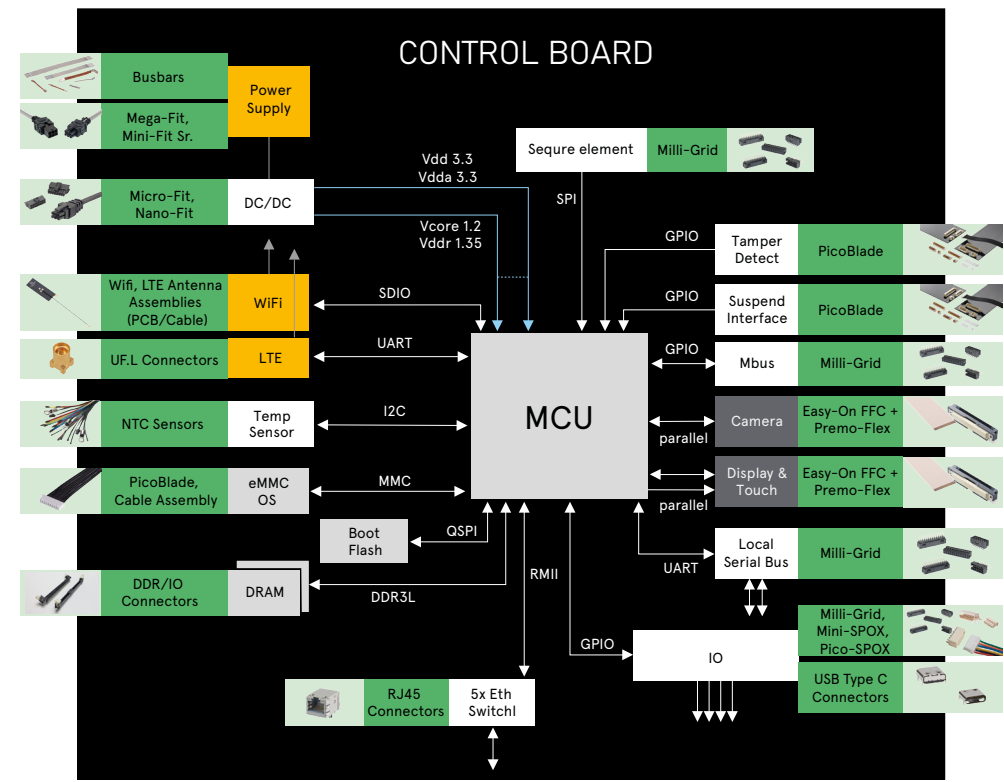 CONTROL BOARD
Busbars
Power
Supply
Mega-Fit,
Mini-Fit Sr.
Micro-Fit,
Nano-Fit
DC/DC
Vdd 3.3
Vdda 3.3
Vcore 1.2
Vddr 1.35
Sequre element
Milli-Grid
SPI
Wifi, LTE Antenna
Assemblies
(PCB/Cable)
WiFi
SDIO
UF.L Connectors
LTE
UART
NTC Sensors
Temp
Sensor
I2C
PicoBlade,
Cable Assembly
eMMC
OS
MMC
Boot
Flash
QSPI
DDR/IO
Connectors
DRAM
DDR3L
RMII
RJ45
Connectors
5x Eth
Switchl
MCU
GPIO
Tamper
Detect
PicoBlade
GPIO
Suspend
Interface
PicoBlade
GPIO
Mbus
Milli-Grid
parallel
Camera
Easy-On FFC +
Premo-Flex
parallel
Display &
Touch
Easy-On FFC +
Premo-Flex
UART
Local
Serial Bus
Milli-Grid
GPIO
IO
Milli-Grid,
Mini-SPOX,
Pico-SPOX
USB Type C
Connectors